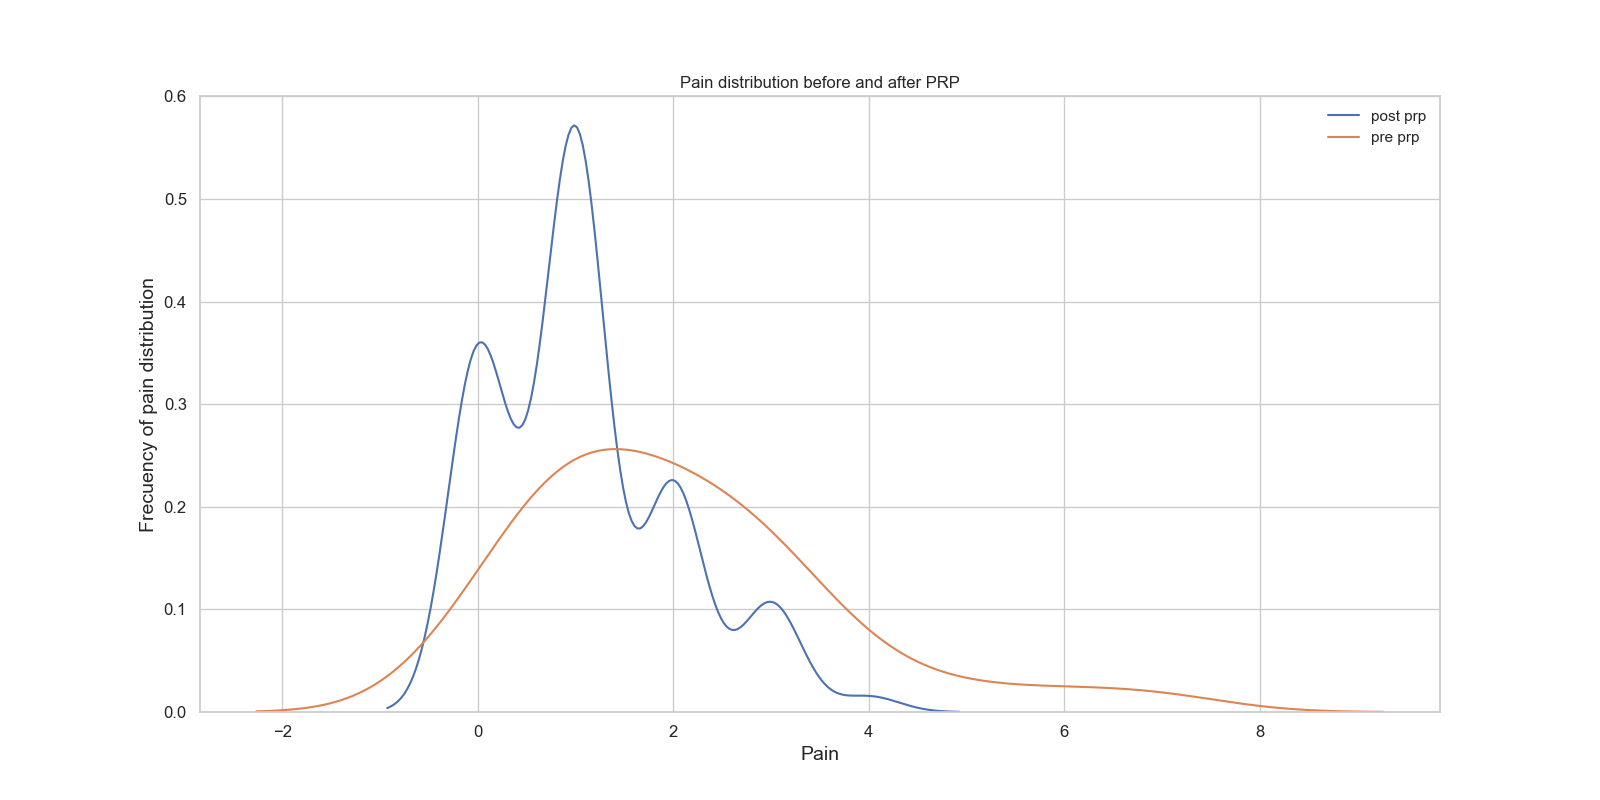 Pain distribution before and after PRP
post prp
pre prp
Frecuency of pain distribution
0.6
0.5
0.4
0.3
0.2
0.1
0.0
−2
0
2
4
6
8
Pain